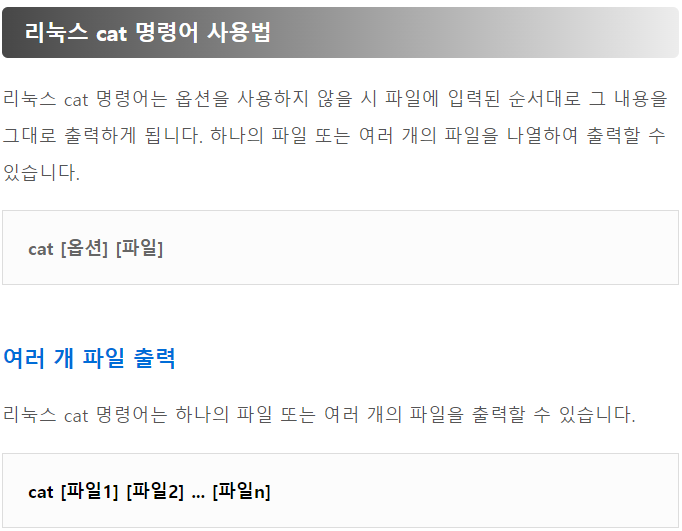 리눅스 cat 명령어 사용법
리눅스 cat 명령어는 옵션을 사용하지 않을 시 파일에 입력된 순서대로 그 내용을
그대로 출력하게 됩니다. 하나의 파일 또는 여러 개의 파일을 나열하여 출력할 수
있습니다.
cat [옵션] [파일]
여러 개 파일 출력
리눅스 cat 명령어는 하나의 파일 또는 여러 개의 파일을 출력할 수 있습니다.
cat [파일1] [파일2] ... [파일n]